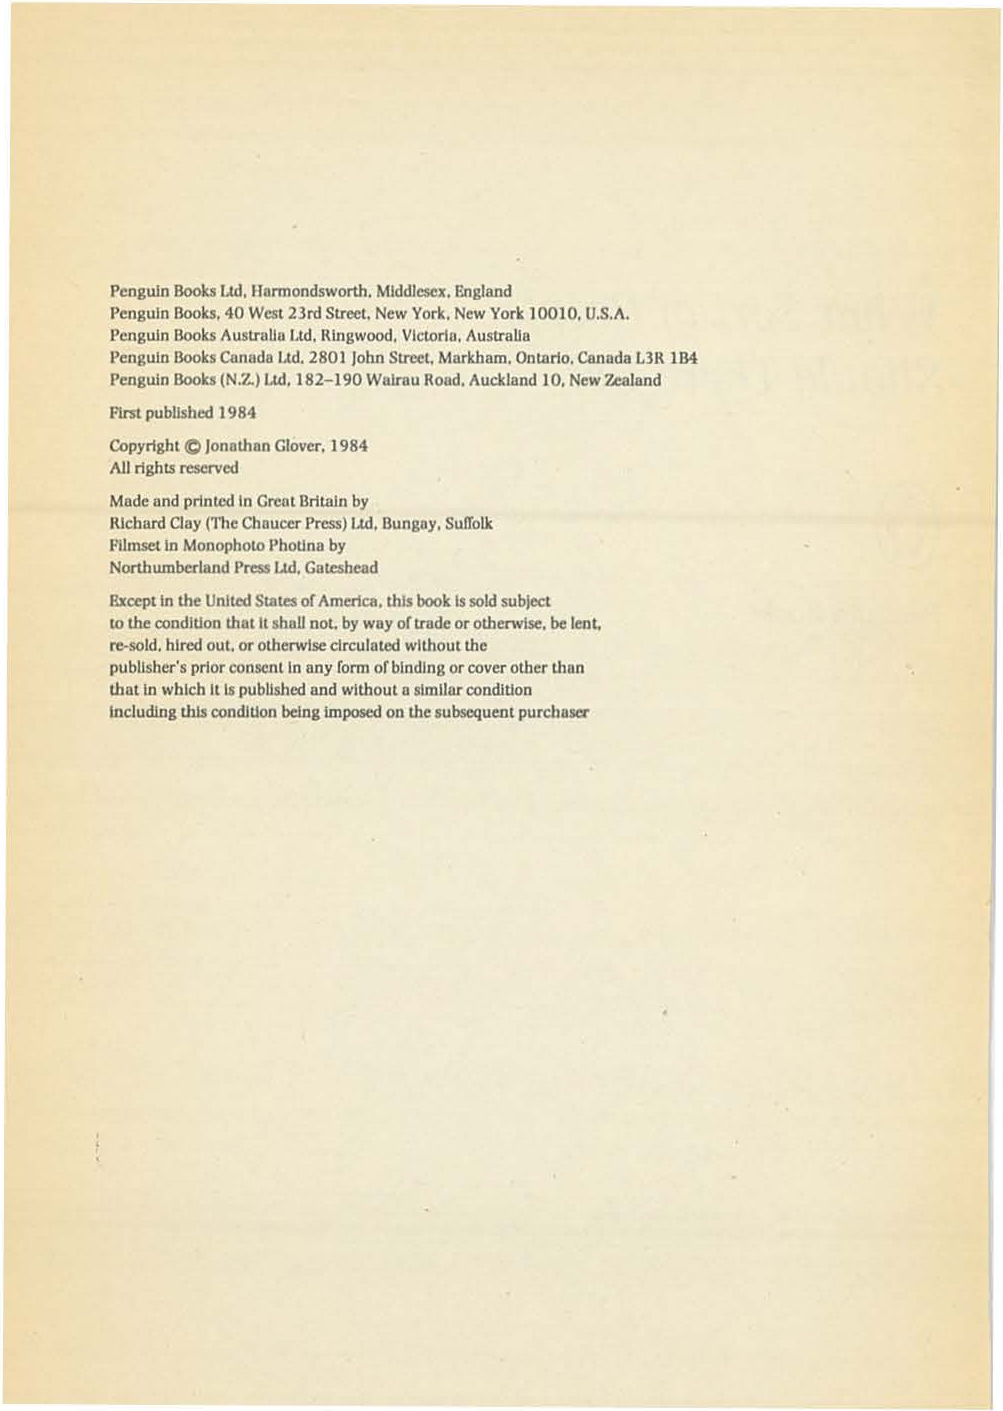 Penguin Books Ltd, Harmondsworth, Middlesex, England
Penguin Books, 40 West 23rd Street, New York, New York 10010, U.S.A.
Penguin Books Australia Ltd, Ringwood, Victoria, Australia
Penguin Books Canada Ltd, 2801 John Street, Markham, Ontario, Canada L3R 1B4
Penguin Books (N.Z.) Ltd, 182–190 Wairau Road, Auckland 10, New Zealand
First published 1984
Copyright © Jonathan Glover, 1984
All rights reserved
Made and printed in Great Britain by
Richard Clay (The Chaucer Press) Ltd, Bungay, Suffolk
Filmset in Monophoto Photina by
Northumberland Press Ltd, Gateshead
Except in the United States of America, this book is sold subject
to the condition that it shall not, by way of trade or otherwise, be lent,
re-sold, hired out, or otherwise circulated without the
publisher's prior consent in any form of binding or cover other than
that in which it is published and without a similar condition
including this condition being imposed on the subsequent purchaser